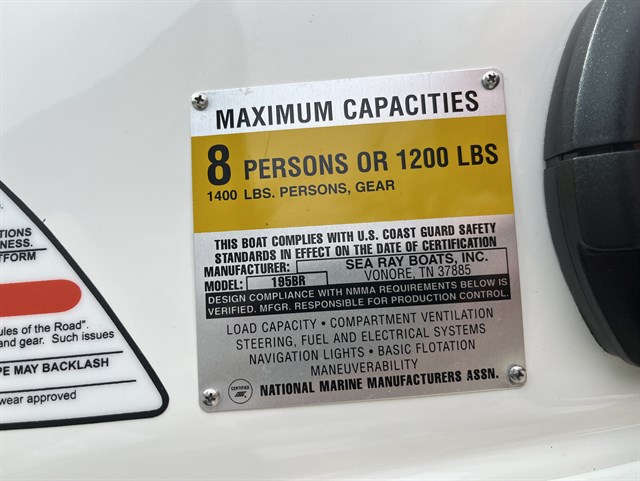 MAXIMUM CAPACITIES
8 PERSONS OR 1200 LBS
1400 LBS. PERSONS, GEAR
THIS BOAT COMPLIES WITH U.S. COAST GUARD SAFETY
STANDARDS IN EFFECT ON THE DATE OF CERTIFICATION
MANUFACTURER: SEA RAY BOATS, INC.
VONORE, TN 37885
MODEL: 195BR
DESIGN COMPLIANCE WITH NMMA REQUIREMENTS BELOW IS
VERIFIED. MFGR. RESPONSIBLE FOR PRODUCTION CONTROL.
LOAD CAPACITY • COMPARTMENT VENTILATION
STEERING, FUEL AND ELECTRICAL SYSTEMS
NAVIGATION LIGHTS • BASIC FLOTATION
MANEUVERABILITY
CERTIFIED
NATIONAL MARINE MANUFACTURERS ASSN.
TIONS
NESS.
TFORM
ules of the Road".
and gear. Such issues
PE MAY BACKLASH
wear approved